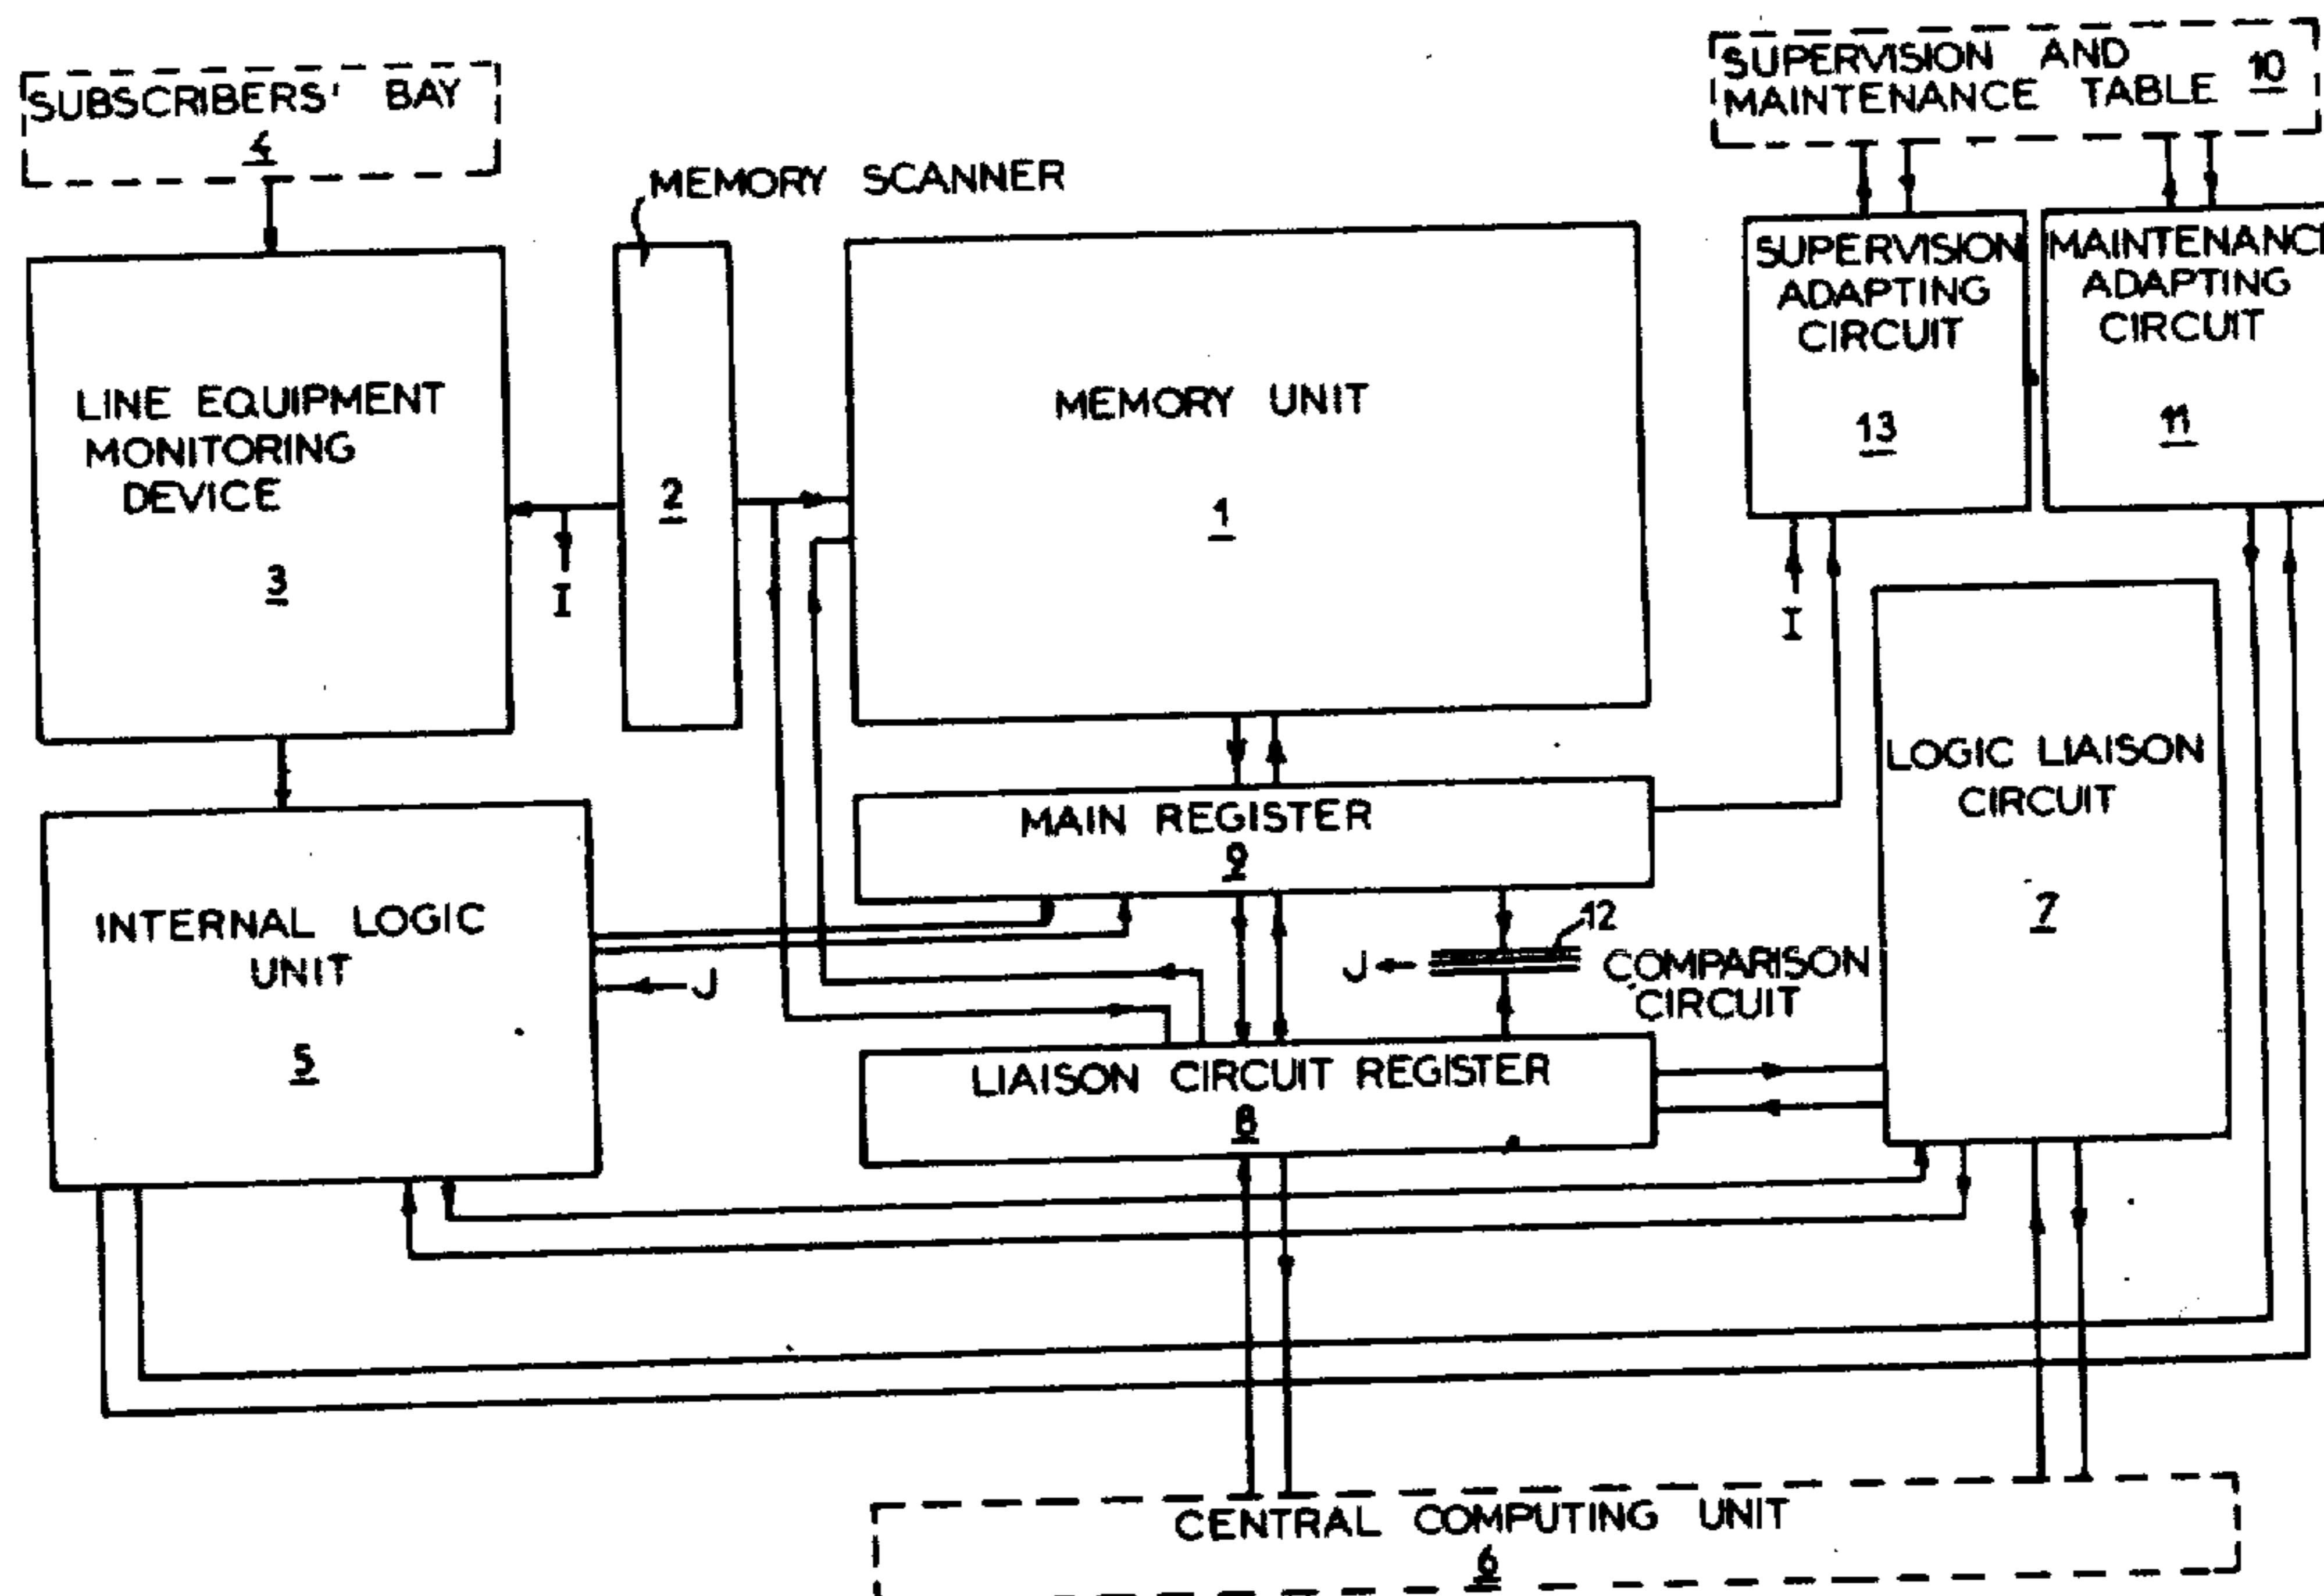 SUBSCRIBERS' BAY
4
SUPERVISION AND
MAINTENANCE TABLE 10
MEMORY SCANNER
SUPERVISION
ADAPTING
CIRCUIT
13
MAINTENANCE
ADAPTING
CIRCUIT
11
LINE EQUIPMENT
MONITORING
DEVICE
3
I
2
MEMORY UNIT
1
I
LOGIC LIAISON
CIRCUIT
7
MAIN REGISTER
9
INTERNAL LOGIC
UNIT
5
J
J
12
COMPARISON
CIRCUIT
LIAISON CIRCUIT REGISTER
8
CENTRAL COMPUTING UNIT
6